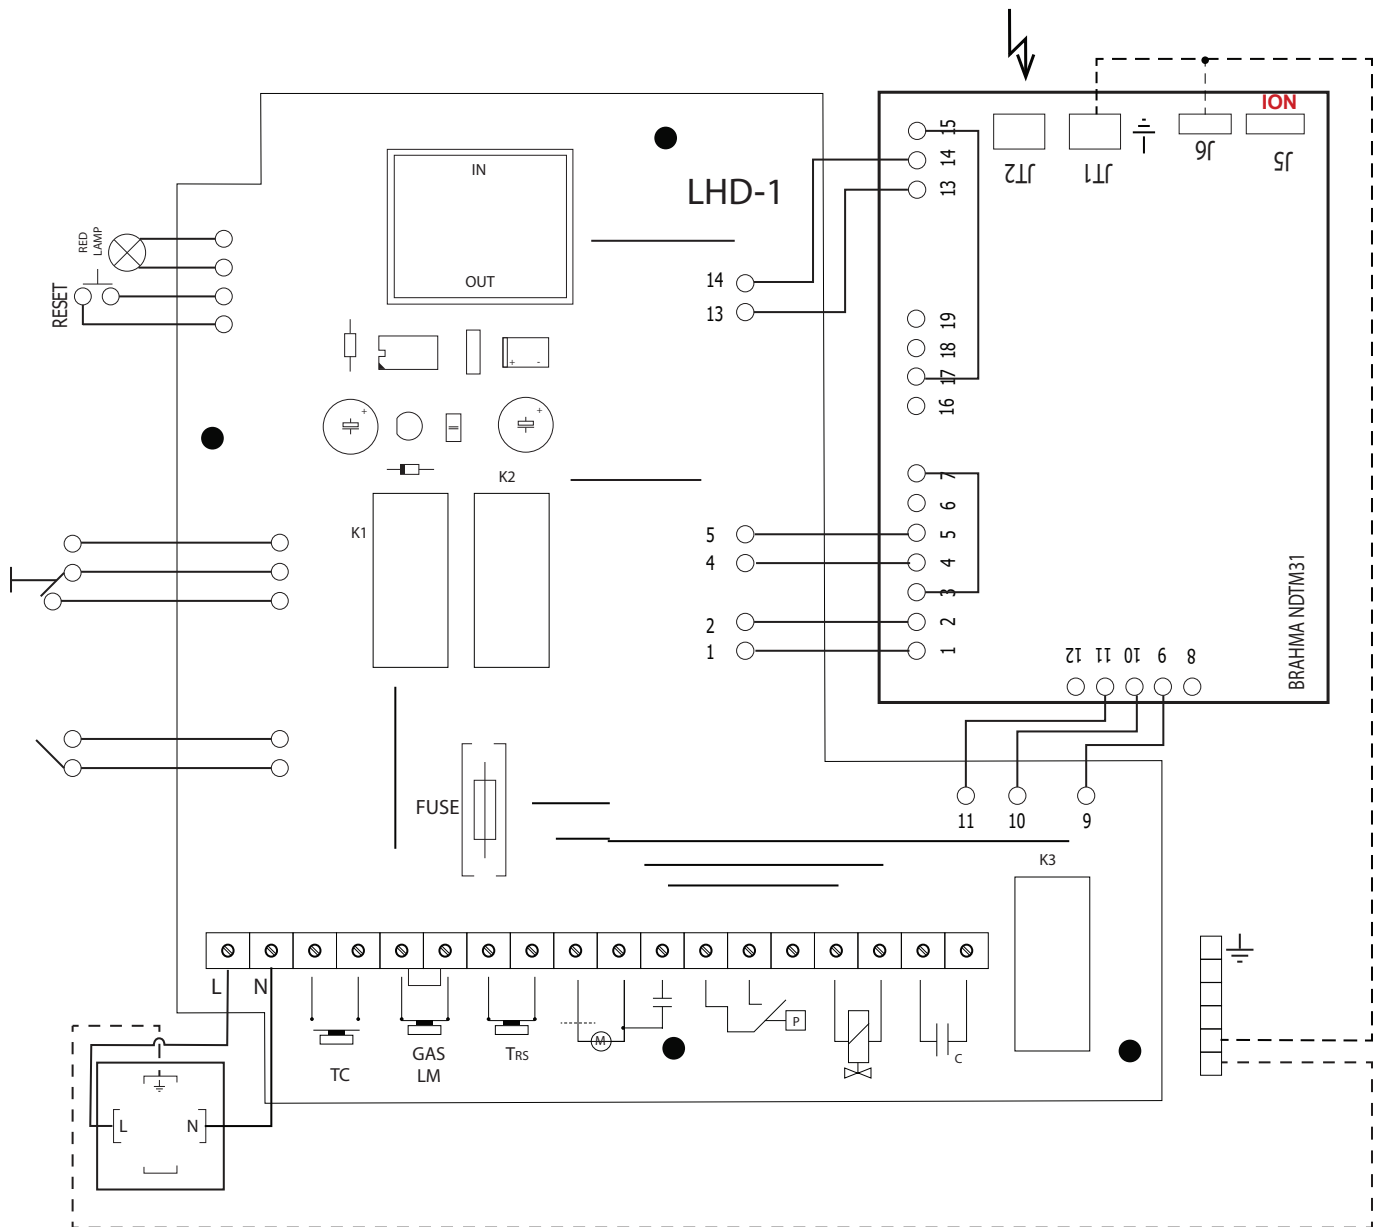 ION
JT2
JT1
J6
J5
15
14
13
LHD-1
IN
OUT
RED
LAMP
RESET
14
13
19
18
17
16
+ -
+
+
K2
K1
7
6
5
4
3
2
1
5
4
2
1
BRAHMA NDTM31
12
11
10
9
8
FUSE
11
10
9
K3
L
N
TC
GAS
LM
TRS
M
P
C
L
N